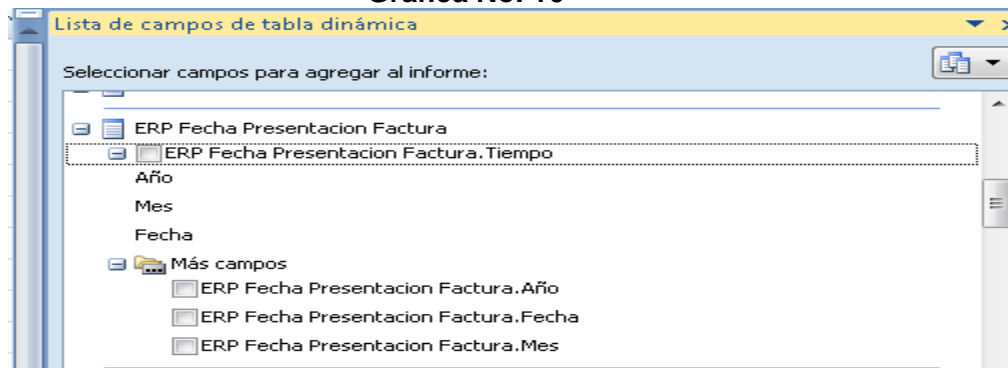 Lista de campos de tabla dinámica
Seleccionar campos para agregar al informe:
ERP Fecha Presentacion Factura
ERP Fecha Presentacion Factura.Tiempo
Año
Mes
Fecha
Más campos
ERP Fecha Presentacion Factura.Año
ERP Fecha Presentacion Factura.Fecha
ERP Fecha Presentacion Factura.Mes